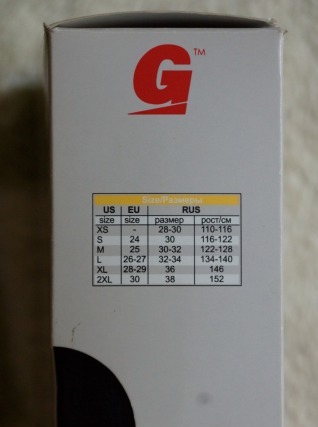 G™
Size/Размеры
US EU RUS
size size размер рост/см
XS - 28-30 110-116
S 24 30 116-122
M 25 30-32 122-128
L 26-27 32-34 134-140
XL 28-29 36 146
2XL 30 38 152